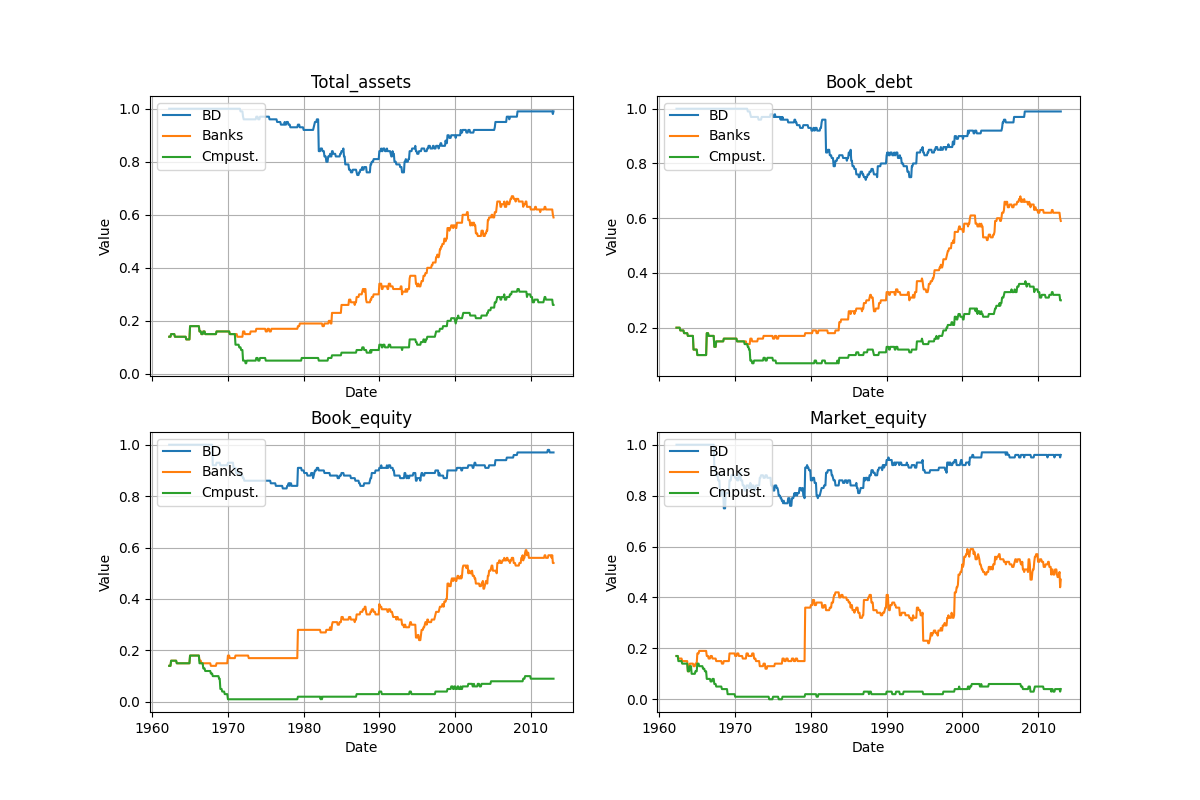 Total_assets
Value
1.0
0.8
0.6
0.4
0.2
0.0
BD
Banks
Cmpust.
Date
Book_debt
Value
1.0
0.8
0.6
0.4
0.2
BD
Banks
Cmpust.
Date
Book_equity
Value
1.0
0.8
0.6
0.4
0.2
0.0
BD
Banks
Cmpust.
1960 1970 1980 1990 2000 2010
Date
Market_equity
Value
1.0
0.8
0.6
0.4
0.2
0.0
BD
Banks
Cmpust.
1960 1970 1980 1990 2000 2010
Date